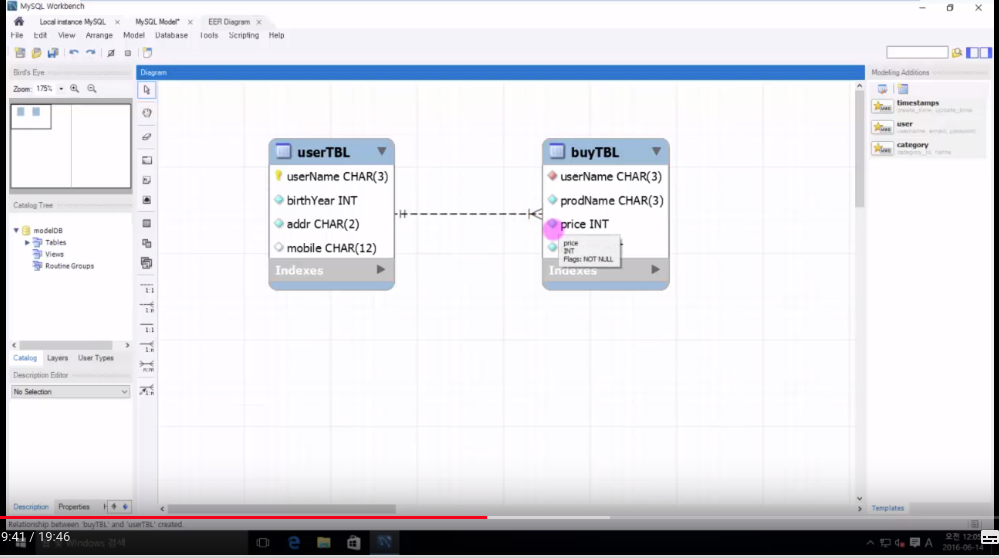 MySQL Workbench
Local instance MySQL
MySQL Model*
EER Diagram
File Edit View Arrange Model Database Tools Scripting Help
Bird's Eye
Diagram
Modeling Additions
Zoom: 175%
timestamps
create_time, update_time
user
username, email, password
category
category_id, name
userTBL
userName CHAR(3)
birthYear INT
addr CHAR(2)
mobile CHAR(12)
Indexes
buyTBL
userName CHAR(3)
prodName CHAR(3)
price INT
price
INT
Flags: NOT NULL
Indexes
Catalog Tree
modelDB
Tables
Views
Routine Groups
1:1
1:n
1:1
1:n
n:m
1:n
Catalog Layers User Types
Description Editor
No Selection
Description Properties
Templates
Relationship between 'buyTBL' and 'userTBL' created.
9:41 / 19:46
Windows 검색
A
오전 12:05
2016-06-14